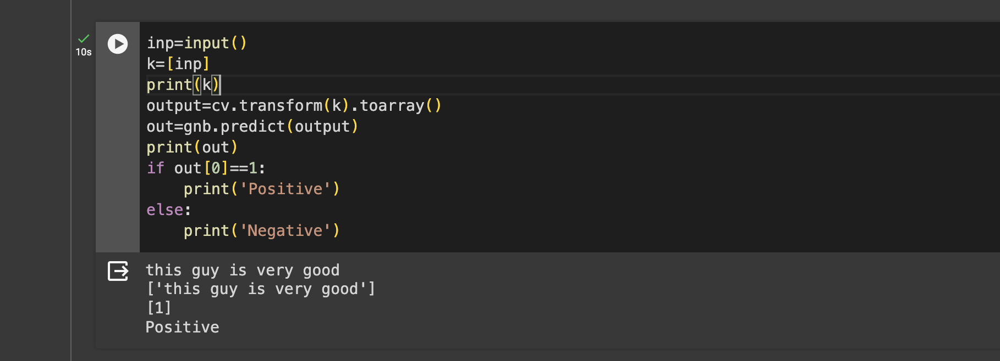 inp=input()
k=[inp]
print(k)
output=cv.transform(k).toarray()
out=gnb.predict(output)
print(out)
if out[0]==1:
    print('Positive')
else:
    print('Negative')
10s
this guy is very good
['this guy is very good']
[1]
Positive